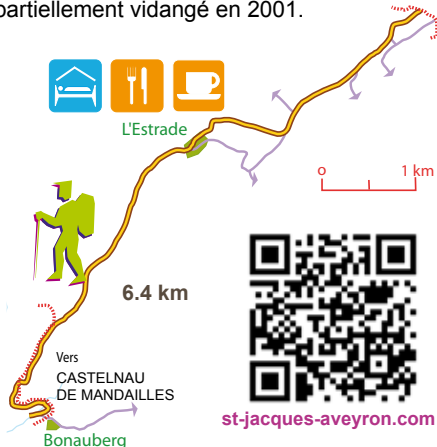 partiellement vidangé en 2001.
L'Estrade
0 1 km
6.4 km
Vers
CASTELNAU
DE MANDAILLES
st-jacques-aveyron.com
Bonauberg